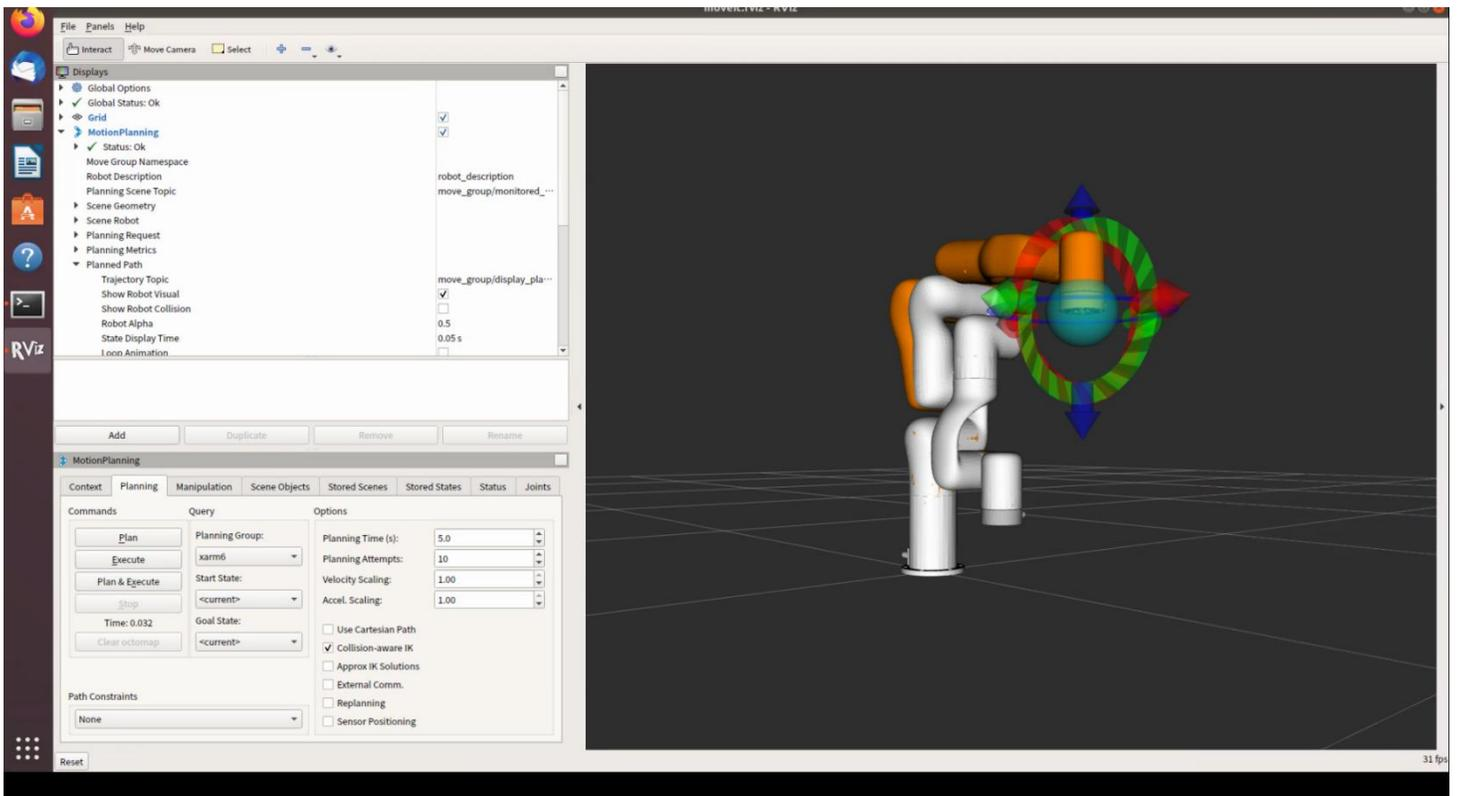 moveit.rviz - RViz
File Panels Help
Interact Move Camera Select
Displays
Global Options
Global Status: Ok
Grid
MotionPlanning
Status: Ok
Move Group Namespace
Robot Description robot_description
Planning Scene Topic move_group/monitored_...
Scene Geometry
Scene Robot
Planning Request
Planning Metrics
Planned Path
Trajectory Topic move_group/display_pla...
Show Robot Visual
Show Robot Collision
Robot Alpha 0.5
State Display Time 0.05 s
Loop Animation
Add Duplicate Remove Rename
MotionPlanning
Context Planning Manipulation Scene Objects Stored Scenes Stored States Status Joints
Commands Query Options
Plan Planning Group: Planning Time (s): 5.0
Execute xarm6 Planning Attempts: 10
Plan & Execute Start State: Velocity Scaling: 1.00
Stop <current> Accel. Scaling: 1.00
Time: 0.032 Goal State: Use Cartesian Path
Clear octomap <current> Collision-aware IK
Approx IK Solutions
External Comm.
Path Constraints Replanning
None Sensor Positioning
Reset 31 fps
RViz